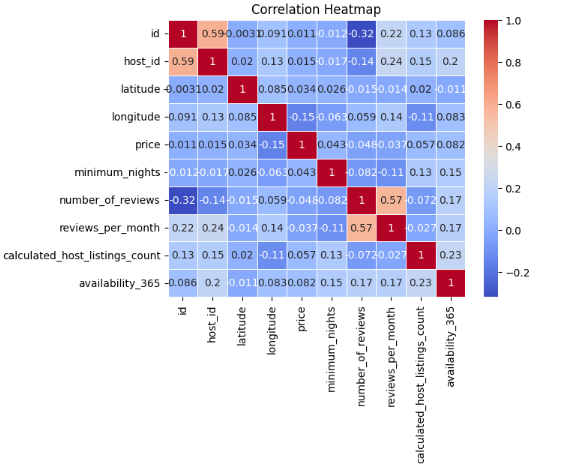 Correlation Heatmap
id 1 0.59 -0.0031 0.091 0.011 -0.012 -0.32 0.22 0.13 0.086
host_id 0.59 1 0.02 0.13 0.015 -0.017 -0.14 0.24 0.15 0.2
latitude -0.0031 0.02 1 0.085 0.034 0.026 -0.015 -0.014 0.02 -0.011
longitude 0.091 0.13 0.085 1 -0.15 -0.063 0.059 0.14 -0.11 0.083
price 0.011 0.015 0.034 -0.15 1 0.043 -0.048 -0.037 0.057 0.082
minimum_nights -0.012 -0.017 0.026 -0.063 0.043 1 -0.082 -0.11 0.13 0.15
number_of_reviews -0.32 -0.14 -0.015 0.059 -0.048 -0.082 1 0.57 -0.072 0.17
reviews_per_month 0.22 0.24 -0.014 0.14 -0.037 -0.11 0.57 1 -0.027 0.17
calculated_host_listings_count 0.13 0.15 0.02 -0.11 0.057 0.13 -0.072 -0.027 1 0.23
availability_365 0.086 0.2 -0.011 0.083 0.082 0.15 0.17 0.17 0.23 1
id
host_id
latitude
longitude
price
minimum_nights
number_of_reviews
reviews_per_month
calculated_host_listings_count
availability_365
1.0
0.8
0.6
0.4
0.2
0.0
−0.2